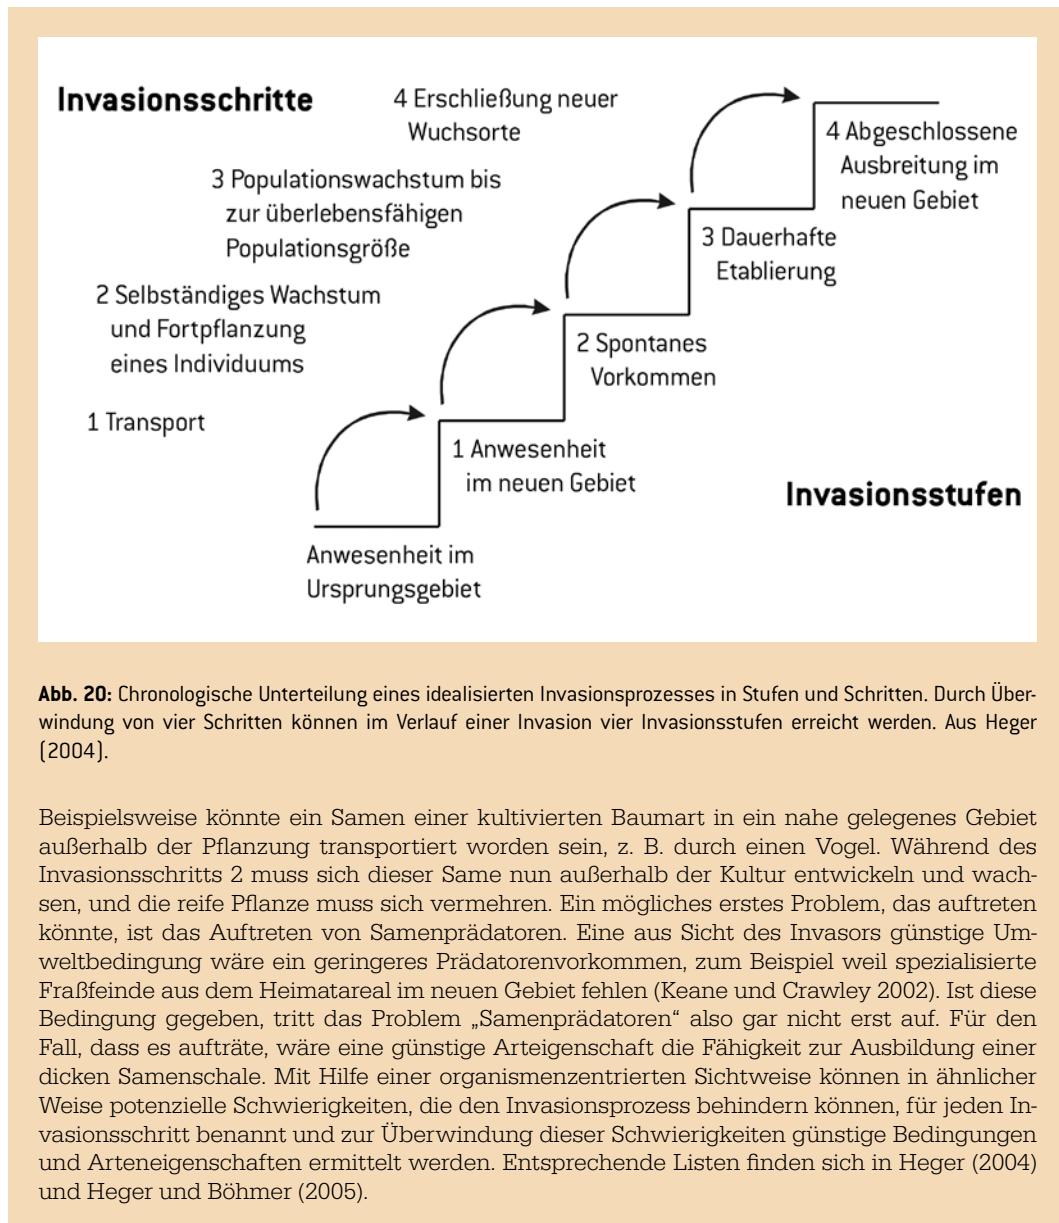 Invasionsschritte
4 Erschließung neuer
Wuchsorte
4 Abgeschlossene
Ausbreitung im
neuen Gebiet
3 Populationswachstum bis
zur überlebensfähigen
Populationsgröße
3 Dauerhafte
Etablierung
2 Selbständiges Wachstum
und Fortpflanzung
eines Individuums
2 Spontanes
Vorkommen
1 Transport
1 Anwesenheit
im neuen Gebiet
Invasionsstufen
Anwesenheit im
Ursprungsgebiet
Abb. 20: Chronologische Unterteilung eines idealisierten Invasionsprozesses in Stufen und Schritten. Durch Über-
windung von vier Schritten können im Verlauf einer Invasion vier Invasionsstufen erreicht werden. Aus Heger
(2004).
Beispielsweise könnte ein Samen einer kultivierten Baumart in ein nahe gelegenes Gebiet
außerhalb der Pflanzung transportiert worden sein, z. B. durch einen Vogel. Während des
Invasionsschritts 2 muss sich dieser Same nun außerhalb der Kultur entwickeln und wach-
sen, und die reife Pflanze muss sich vermehren. Ein mögliches erstes Problem, das auftreten
könnte, ist das Auftreten von Samenprädatoren. Eine aus Sicht des Invasors günstige Um-
weltbedingung wäre ein geringeres Prädatorenvorkommen, zum Beispiel weil spezialisierte
Fraßfeinde aus dem Heimatareal im neuen Gebiet fehlen (Keane und Crawley 2002). Ist diese
Bedingung gegeben, tritt das Problem „Samenprädatoren“ also gar nicht erst auf. Für den
Fall, dass es aufträte, wäre eine günstige Arteigenschaft die Fähigkeit zur Ausbildung einer
dicken Samenschale. Mit Hilfe einer organismenzentrierten Sichtweise können in ähnlicher
Weise potenzielle Schwierigkeiten, die den Invasionsprozess behindern können, für jeden In-
vasionsschritt benannt und zur Überwindung dieser Schwierigkeiten günstige Bedingungen
und Arteneigenschaften ermittelt werden. Entsprechende Listen finden sich in Heger (2004)
und Heger und Böhmer (2005).